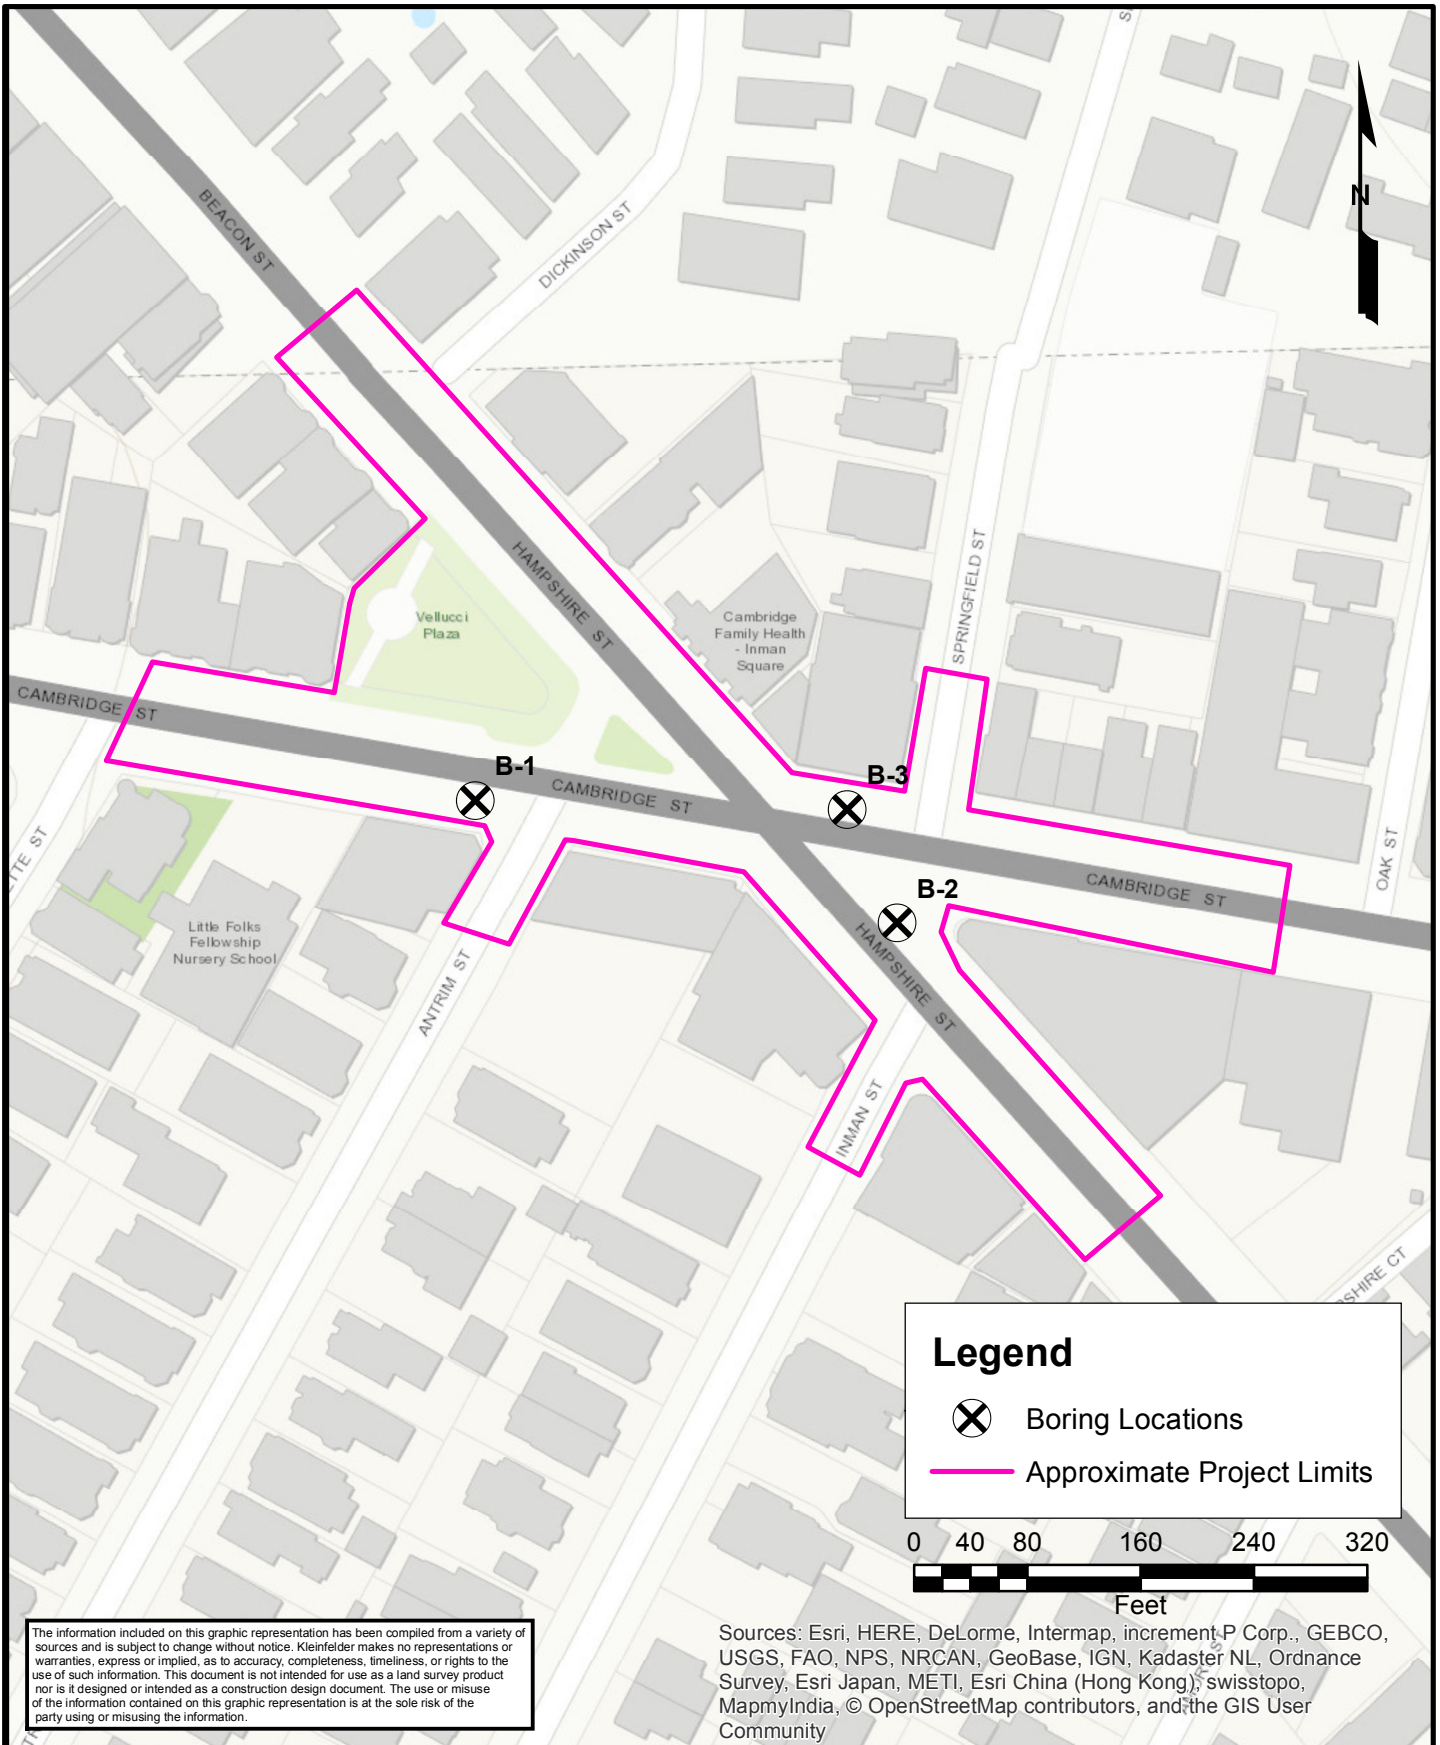 S
N
BEACON ST
DICKINSON ST
HAMPSHIRE ST
SPRINGFIELD ST
Vellucci
Plaza
Cambridge
Family Health
- Inman
Square
CAMBRIDGE ST
B-1
CAMBRIDGE ST
B-3
OAK ST
CAMBRIDGE ST
B-2
ETTE ST
Little Folks
Fellowship
Nursery School
HAMPSHIRE ST
ANTRIM ST
INMAN ST
SHIRE CT
Legend
Boring Locations
Approximate Project Limits
0 40 80 160 240 320
Feet
The information included on this graphic representation has been compiled from a variety of
sources and is subject to change without notice. Kleinfelder makes no representations or
warranties, express or implied, as to accuracy, completeness, timeliness, or rights to the
use of such information. This document is not intended for use as a land survey product
nor is it designed or intended as a construction design document. The use or misuse
of the information contained on this graphic representation is at the sole risk of the
party using or misusing the information.
Sources: Esri, HERE, DeLorme, Intermap, increment P Corp., GEBCO,
USGS, FAO, NPS, NRCAN, GeoBase, IGN, Kadaster NL, Ordnance
Survey, Esri Japan, METI, Esri China (Hong Kong), swisstopo,
MapmyIndia, © OpenStreetMap contributors, and the GIS User
Community